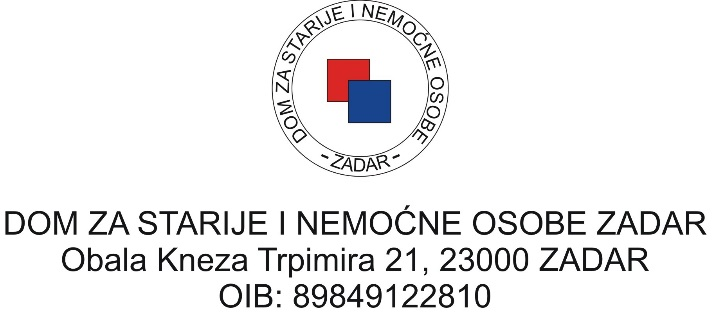 DOM ZA STARIJE I NEMOĆNE OSOBE
- ZADAR -
DOM ZA STARIJE I NEMOĆNE OSOBE ZADAR
Obala Kneza Trpimira 21, 23000 ZADAR
OIB: 89849122810